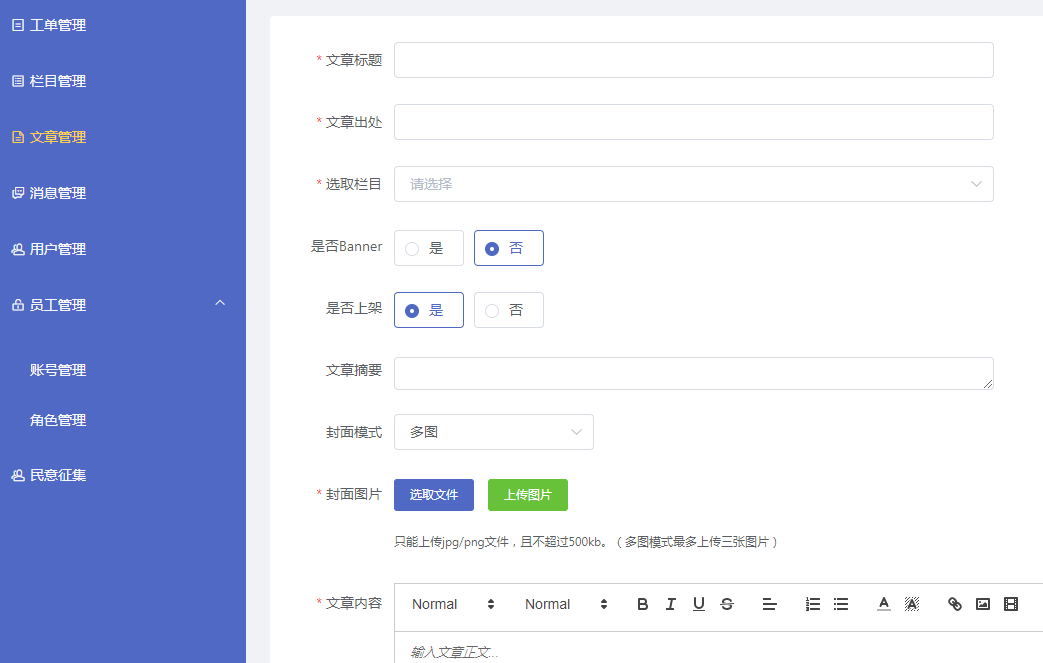 工单管理
栏目管理
文章管理
消息管理
用户管理
员工管理
账号管理
角色管理
民意征集
* 文章标题
* 文章出处
* 选取栏目 请选择
是否Banner 是 否
是否上架 是 否
文章摘要
封面模式 多图
* 封面图片 选取文件 上传图片
只能上传jpg/png文件，且不超过500kb。（多图模式最多上传三张图片）
* 文章内容 Normal Normal B I U S A A
输入文章正文...